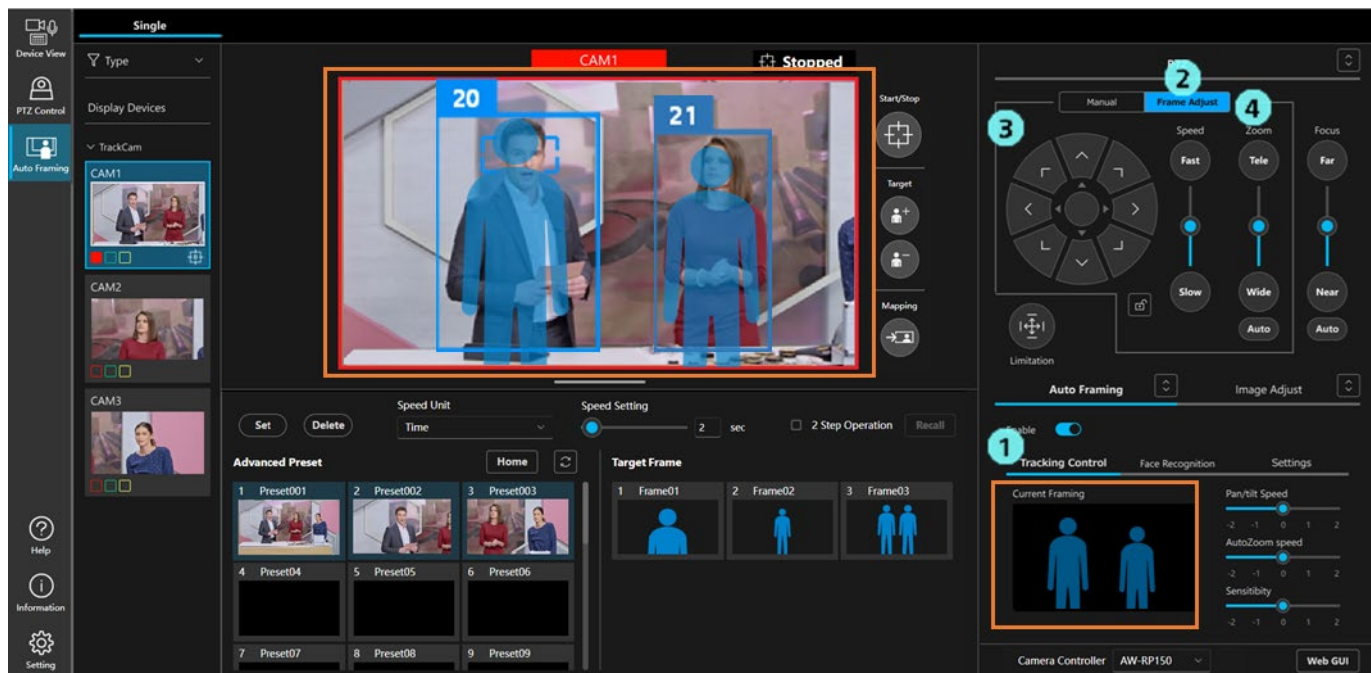 Single
Device View
PTZ Control
Auto Framing
Help
Information
Setting
Type
Display Devices
TrackCam
CAM1
CAM2
CAM3
CAM1
Stopped
20
21
Start/Stop
Target
Mapping
2
Manual
Frame Adjust
3
4
Speed
Zoom
Focus
Fast
Tele
Far
Slow
Wide
Near
Auto
Auto
Limitation
Auto Framing
Image Adjust
Enable
1
Tracking Control
Face Recognition
Settings
Current Framing
Pan/tilt Speed
-2 -1 0 1 2
AutoZoom speed
-2 -1 0 1 2
Sensitibity
-2 -1 0 1 2
Camera Controller
AW-RP150
Web GUI
Set
Delete
Speed Unit
Time
Speed Setting
2 sec
2 Step Operation
Recall
Advanced Preset
Home
1 Preset001
2 Preset002
3 Preset003
4 Preset04
5 Preset05
6 Preset06
7 Preset07
8 Preset08
9 Preset09
Target Frame
1 Frame01
2 Frame02
3 Frame03